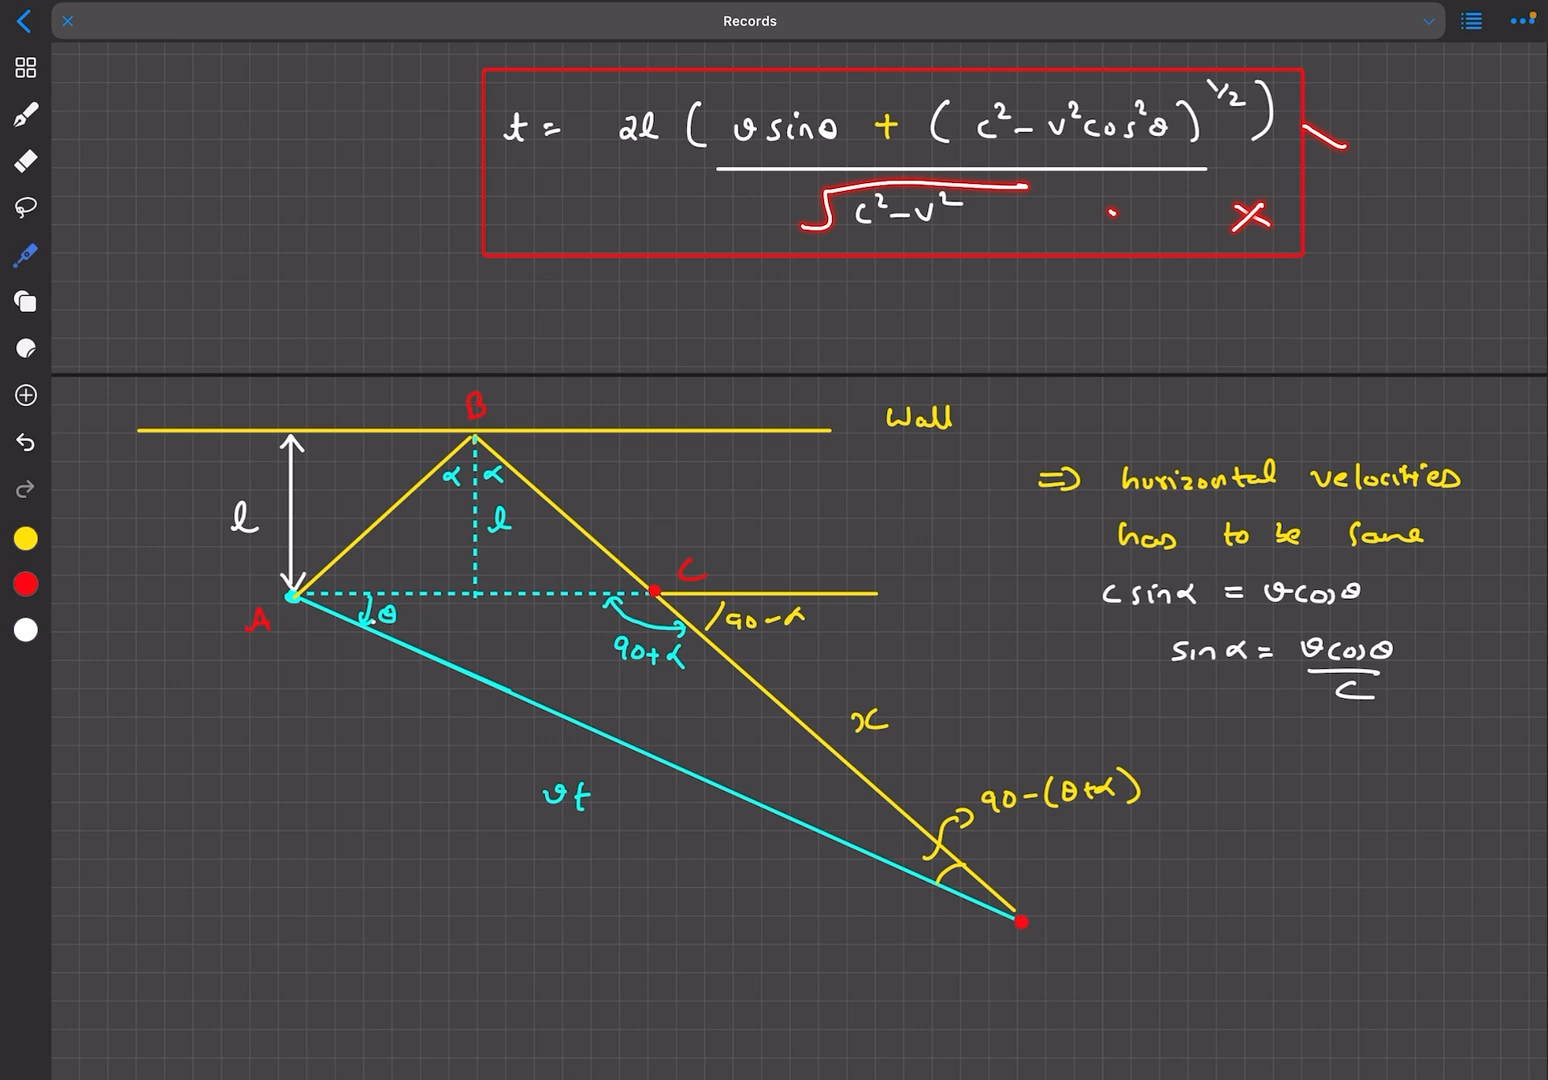 Records
t = 2l ( v sinθ + ( c² - v²cos²θ )^1/2 )
√ c² - v² . ×
B
Wall
α α
⇒ horizontal velocities
l
l
has to be same
C
c sinα = v cosθ
A
θ
90-α
90+α
sin α = v cosθ / C
x
vt
90-(θ+α)